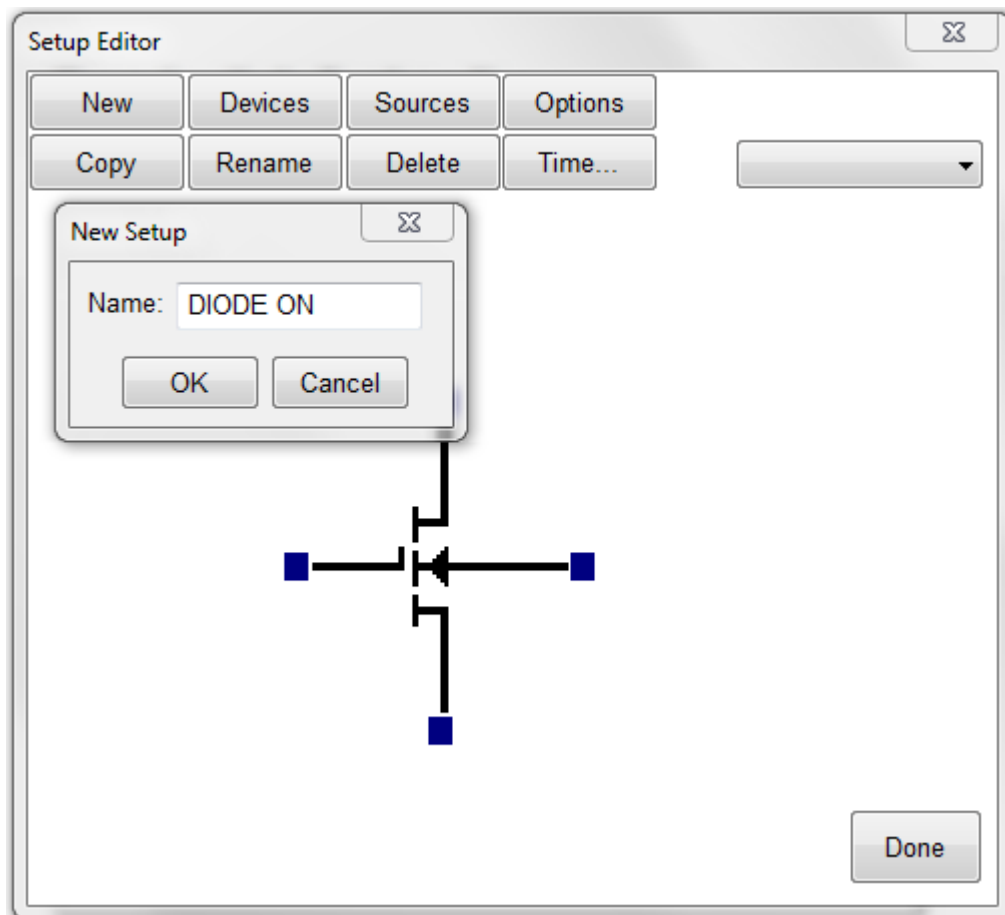 Setup Editor
New Devices Sources Options
Copy Rename Delete Time...
New Setup
Name: DIODE ON
OK Cancel
Done